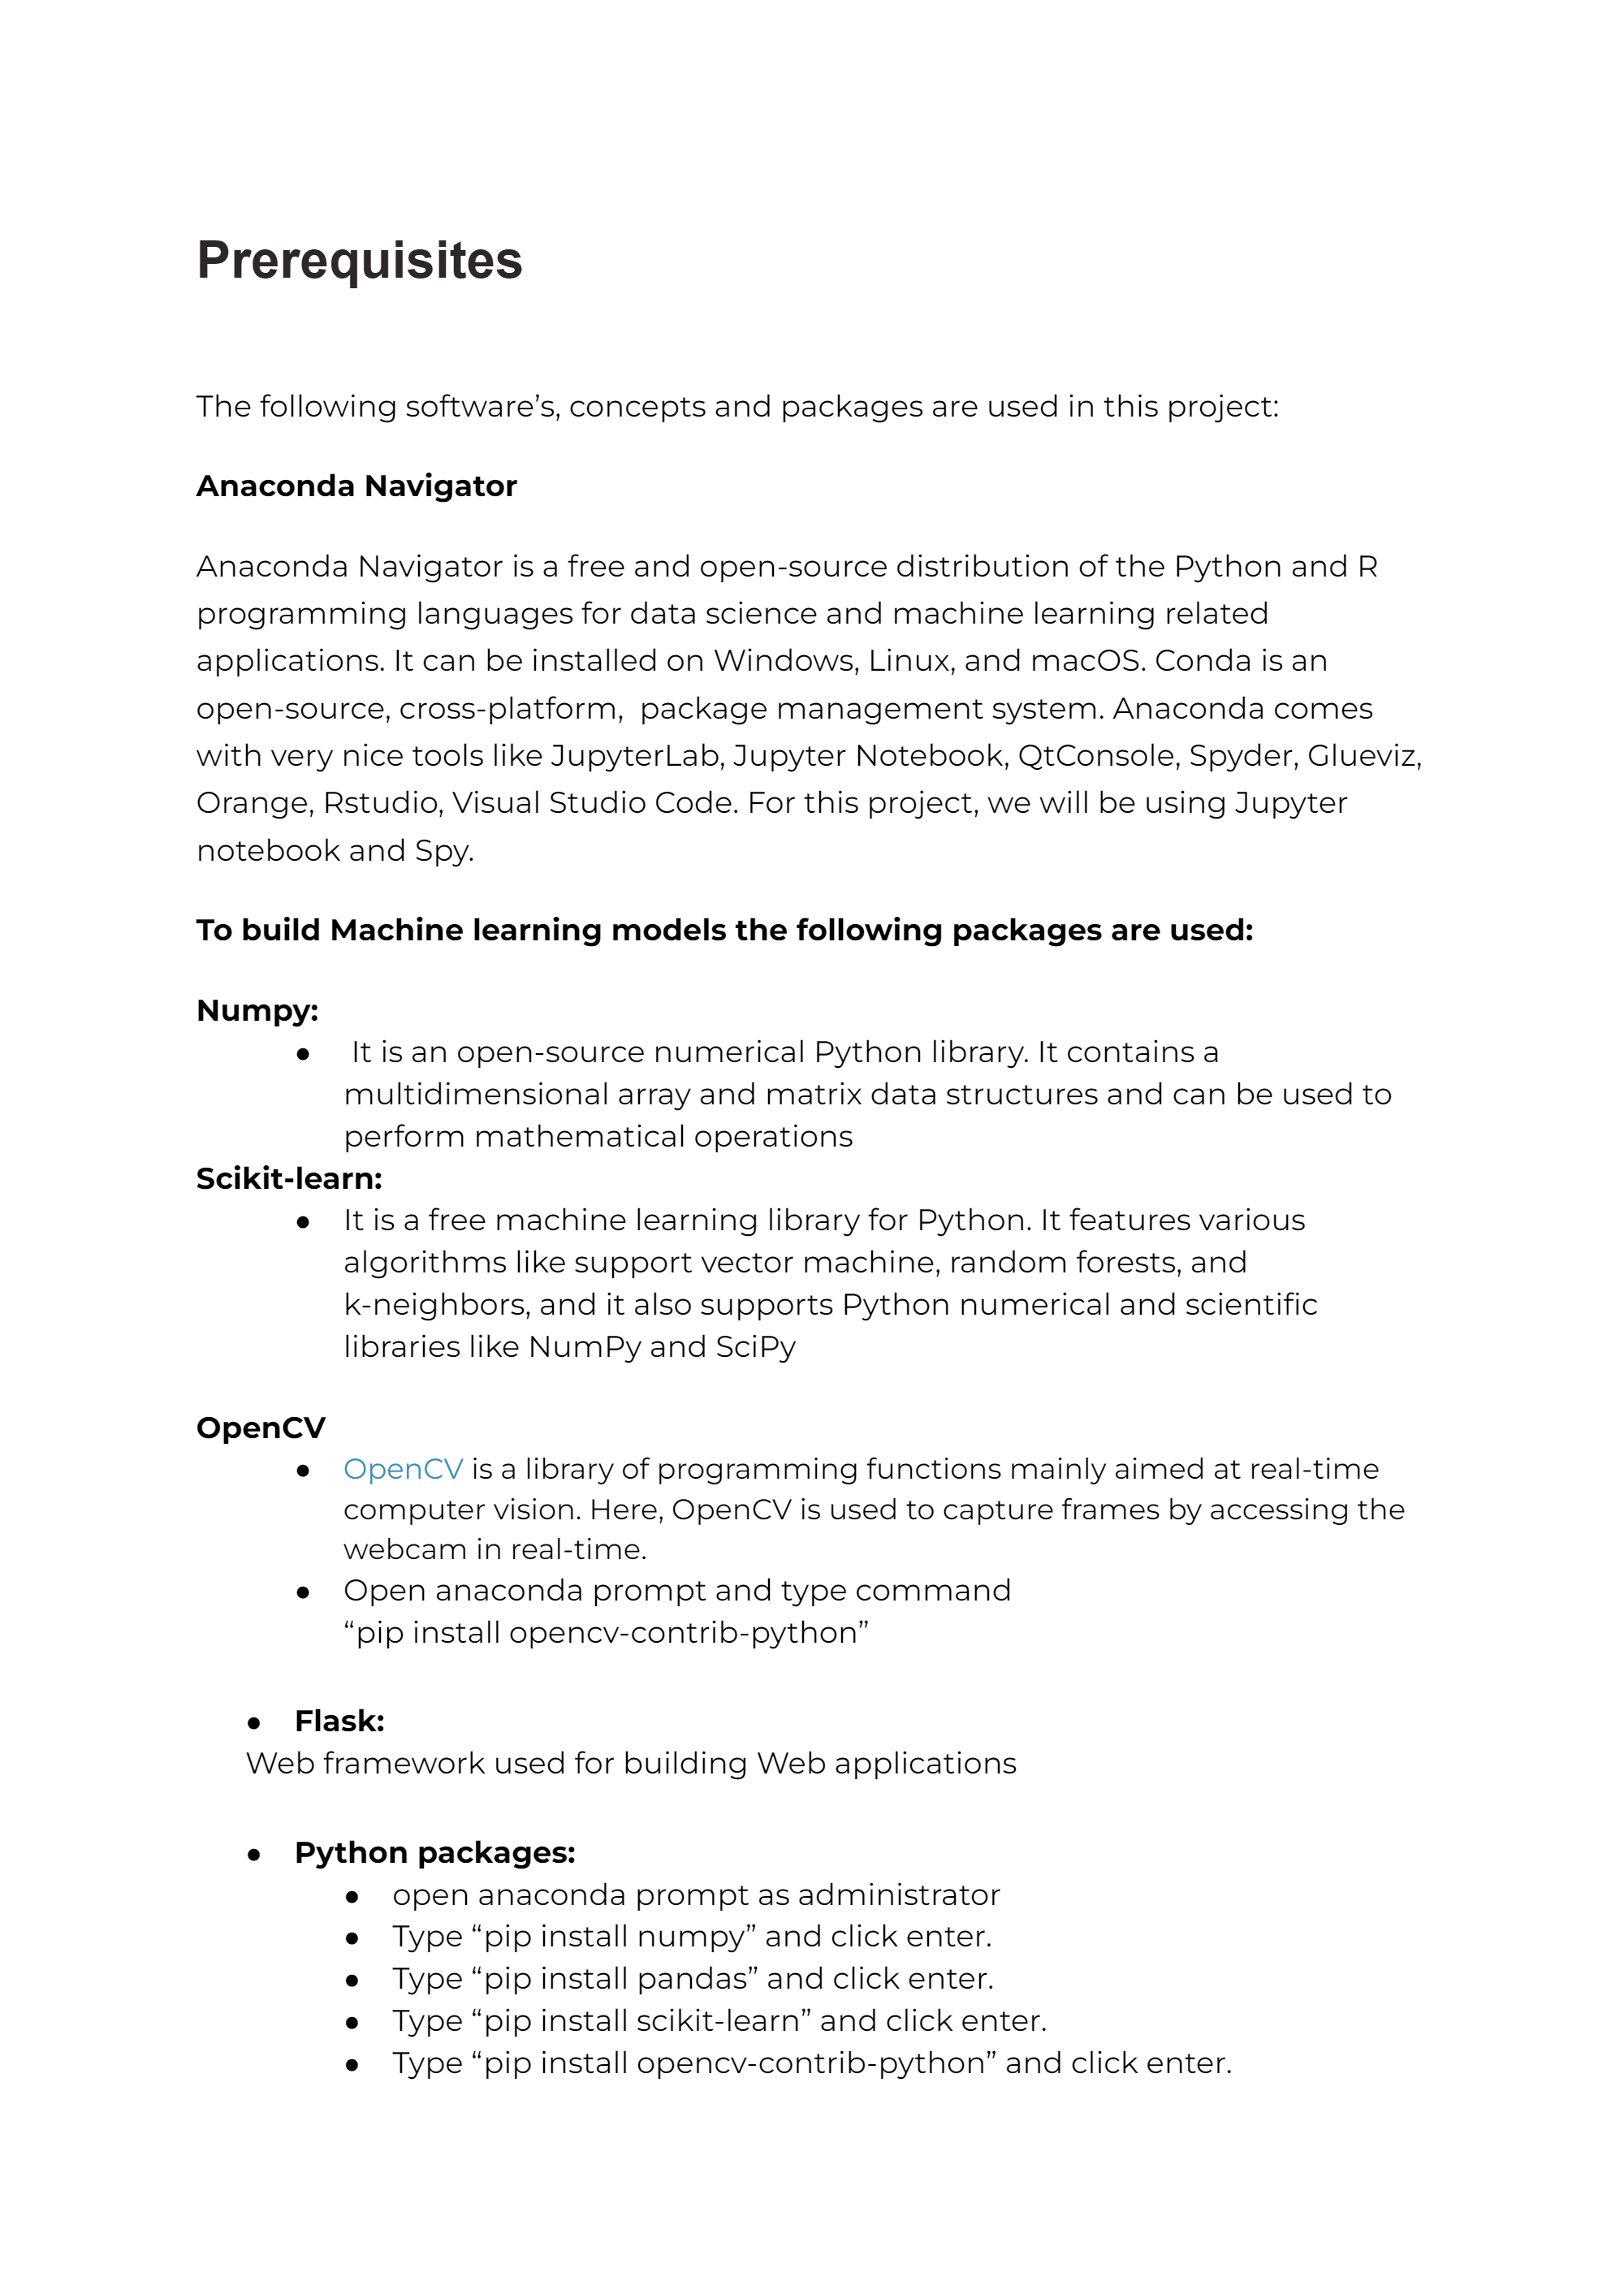 Prerequisites
The following software’s, concepts and packages are used in this project:
Anaconda Navigator
Anaconda Navigator is a free and open-source distribution of the Python and R
programming languages for data science and machine learning related
applications. It can be installed on Windows, Linux, and macOS. Conda is an
open-source, cross-platform,  package management system. Anaconda comes
with very nice tools like JupyterLab, Jupyter Notebook, QtConsole, Spyder, Glueviz,
Orange, Rstudio, Visual Studio Code. For this project, we will be using Jupyter
notebook and Spy.
To build Machine learning models the following packages are used:
Numpy:
● It is an open-source numerical Python library. It contains a
multidimensional array and matrix data structures and can be used to
perform mathematical operations
Scikit-learn:
● It is a free machine learning library for Python. It features various
algorithms like support vector machine, random forests, and
k-neighbors, and it also supports Python numerical and scientific
libraries like NumPy and SciPy
OpenCV
● OpenCV is a library of programming functions mainly aimed at real-time
computer vision. Here, OpenCV is used to capture frames by accessing the
webcam in real-time.
● Open anaconda prompt and type command
“pip install opencv-contrib-python”
● Flask:
Web framework used for building Web applications
● Python packages:
● open anaconda prompt as administrator
● Type “pip install numpy” and click enter.
● Type “pip install pandas” and click enter.
● Type “pip install scikit-learn” and click enter.
● Type “pip install opencv-contrib-python” and click enter.